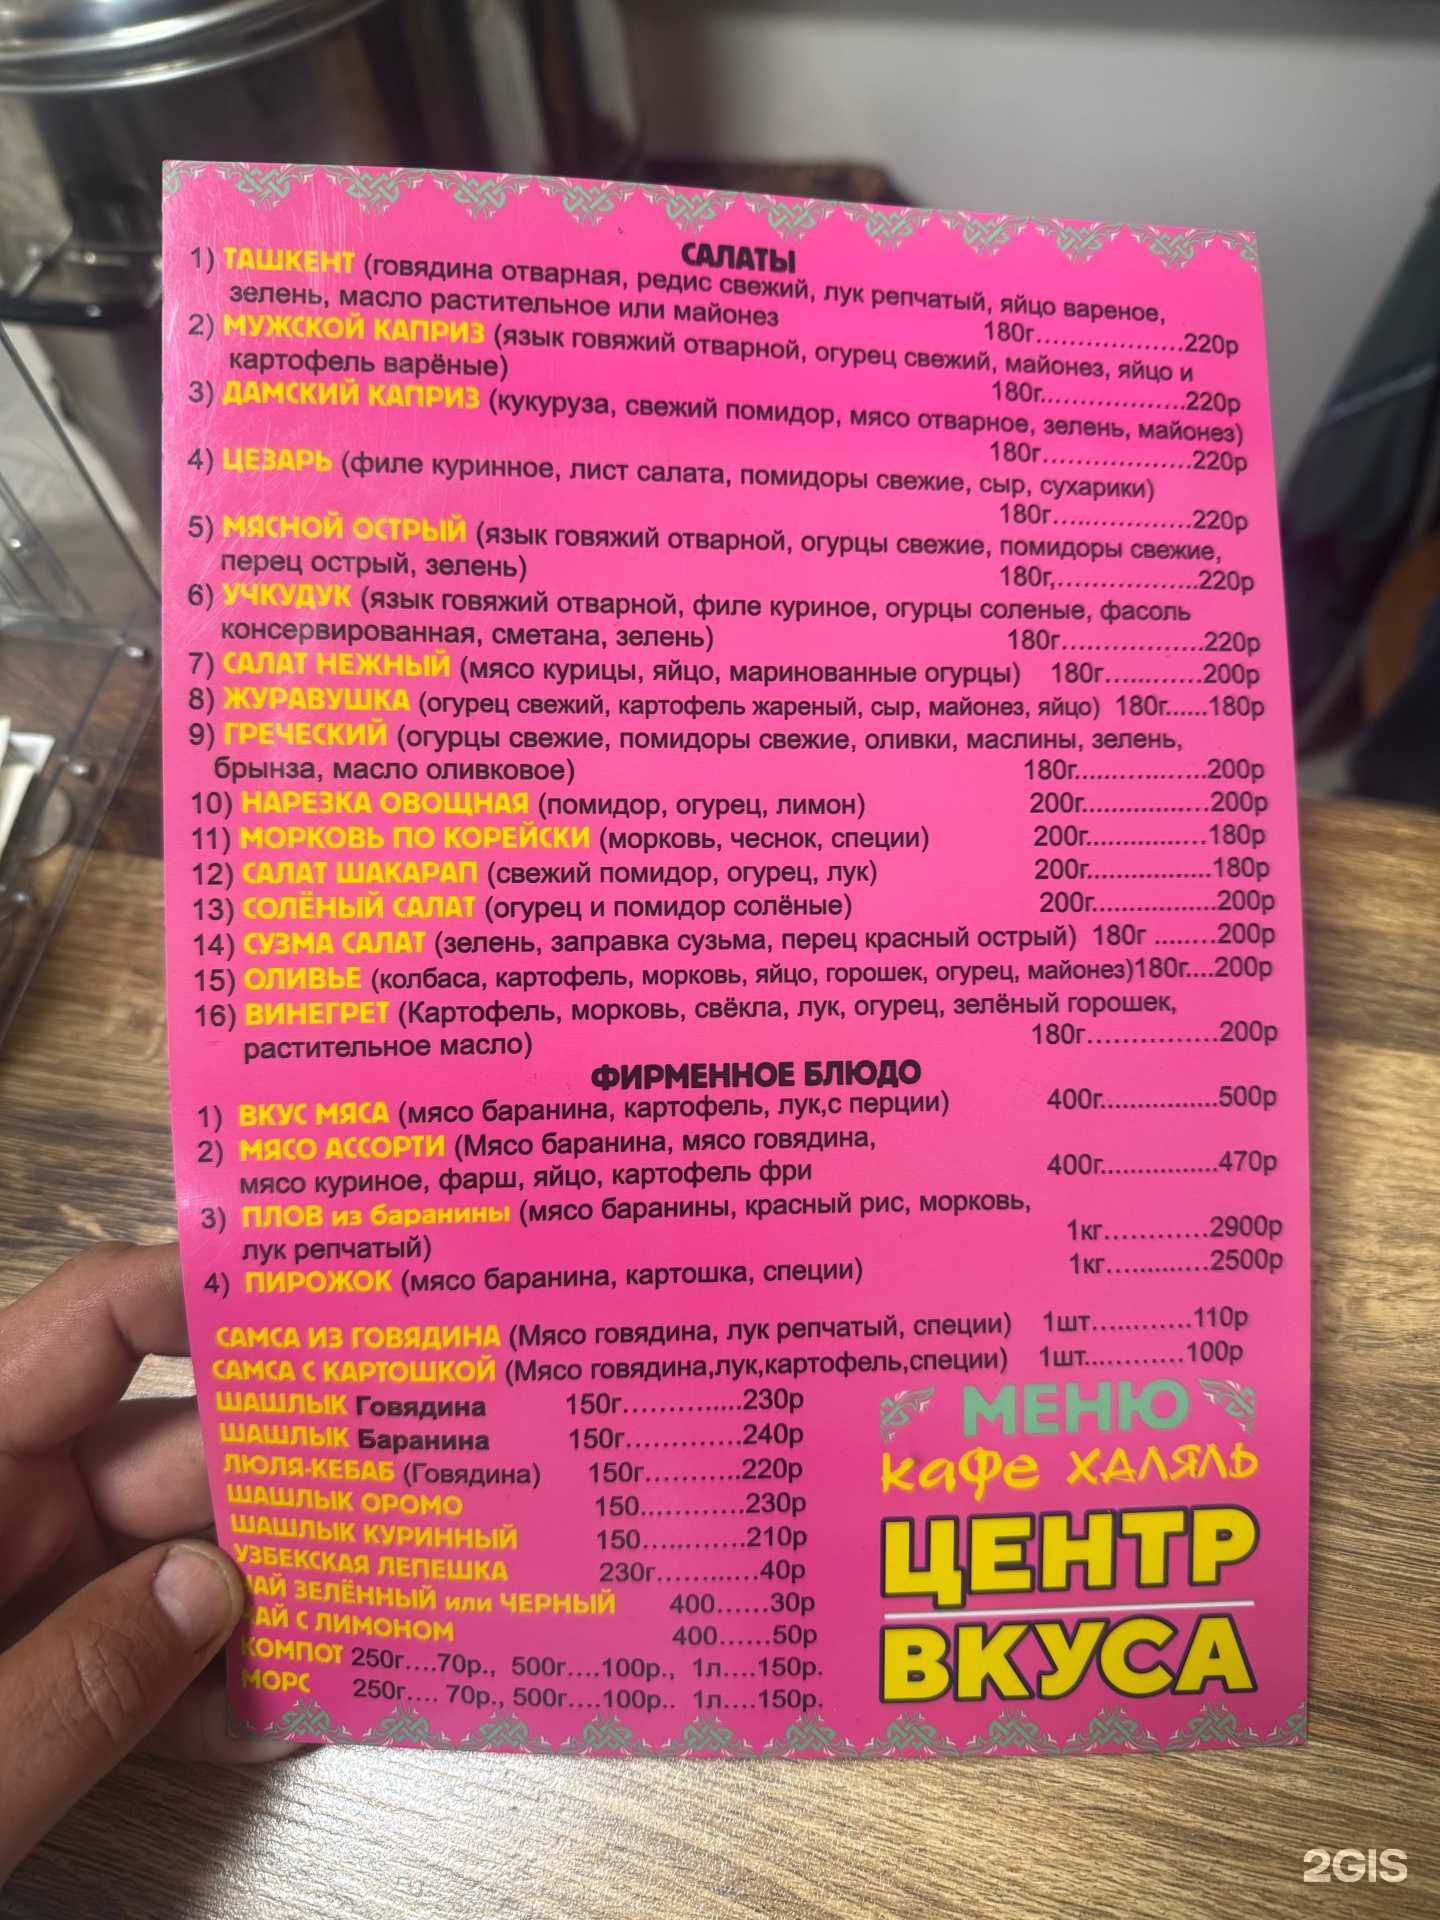 САЛАТЫ
1) ТАШКЕНТ (говядина отварная, редис свежий, лук репчатый, яйцо вареное,
зелень, масло растительное или майонез 180г..................220р
2) МУЖСКОЙ КАПРИЗ (язык говяжий отварной, огурец свежий, майонез, яйцо и
картофель варёные) 180г..................220р
3) ДАМСКИЙ КАПРИЗ (кукуруза, свежий помидор, мясо отварное, зелень, майонез)
180г..................220р
4) ЦЕЗАРЬ (филе куринное, лист салата, помидоры свежие, сыр, сухарики)
180г..................220р
5) МЯСНОЙ ОСТРЫЙ (язык говяжий отварной, огурцы свежие, помидоры свежие,
перец острый, зелень) 180г,.................220р
6) УЧКУДУК (язык говяжий отварной, филе куриное, огурцы соленые, фасоль
консервированная, сметана, зелень) 180г..................220р
7) САЛАТ НЕЖНЫЙ (мясо курицы, яйцо, маринованные огурцы) 180г............200р
8) ЖУРАВУШКА (огурец свежий, картофель жареный, сыр, майонез, яйцо) 180г......180р
9) ГРЕЧЕСКИЙ (огурцы свежие, помидоры свежие, оливки, маслины, зелень,
брынза, масло оливковое) 180г..................200р
10) НАРЕЗКА ОВОЩНАЯ (помидор, огурец, лимон) 200г..................200р
11) МОРКОВЬ ПО КОРЕЙСКИ (морковь, чеснок, специи) 200г.................180р
12) САЛАТ ШАКАРАП (свежий помидор, огурец, лук) 200г..................180р
13) СОЛЁНЫЙ САЛАТ (огурец и помидор солёные) 200г..................200р
14) СУЗМА САЛАТ (зелень, заправка сузьма, перец красный острый) 180г .........200р
15) ОЛИВЬЕ (колбаса, картофель, морковь, яйцо, горошек, огурец, майонез)180г....200р
16) ВИНЕГРЕТ (Картофель, морковь, свёкла, лук, огурец, зелёный горошек,
растительное масло) 180г................200р
ФИРМЕННОЕ БЛЮДО
1) ВКУС МЯСА (мясо баранина, картофель, лук,с перции) 400г................500р
2) МЯСО АССОРТИ (Мясо баранина, мясо говядина,
мясо куриное, фарш, яйцо, картофель фри 400г................470р
3) ПЛОВ из баранины (мясо баранины, красный рис, морковь,
лук репчатый) 1кг.............2900р
4) ПИРОЖОК (мясо баранина, картошка, специи) 1кг.............2500р
САМСА ИЗ ГОВЯДИНА (Мясо говядина, лук репчатый, специи) 1шт............110р
САМСА С КАРТОШКОЙ (Мясо говядина,лук,картофель,специи) 1шт............100р
ШАШЛЫК Говядина 150г..............230р
ШАШЛЫК Баранина 150г..............240р
ЛЮЛЯ-КЕБАБ (Говядина) 150г............220р
ШАШЛЫК ОРОМО 150............230р
ШАШЛЫК КУРИННЫЙ 150............210р
УЗБЕКСКАЯ ЛЕПЕШКА 230г............40р
ЧАЙ ЗЕЛЁННЫЙ или ЧЕРНЫЙ 400......30р
ЧАЙ С ЛИМОНОМ 400......50р
КОМПОТ 250г....70р., 500г....100р., 1л....150р.
МОРС 250г.... 70р., 500г....100р.. 1л....150р.
МЕНЮ
кафе ХАЛЯЛЬ
ЦЕНТР
ВКУСА
2GIS